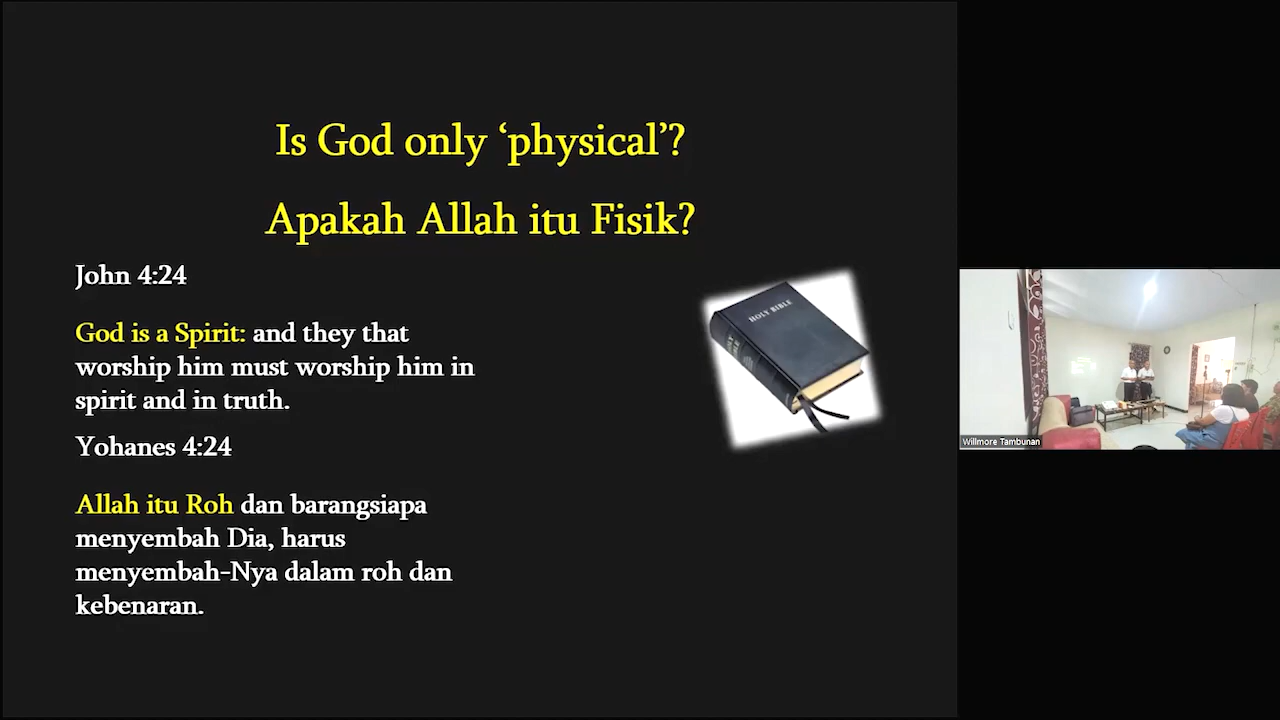 Is God only ‘physical’?
Apakah Allah itu Fisik?
John 4:24
God is a Spirit: and they that
worship him must worship him in
spirit and in truth.
Yohanes 4:24
Allah itu Roh dan barangsiapa
menyembah Dia, harus
menyembah-Nya dalam roh dan
kebenaran.
HOLY BIBLE
Willmore Tambunan